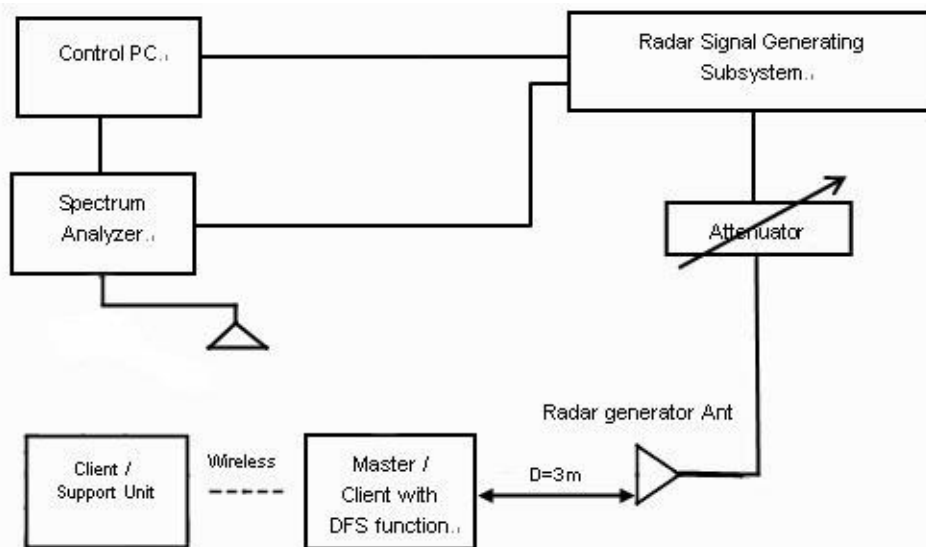 Control PC.
Radar Signal Generating
Subsystem.
Spectrum
Analyzer.
Attenuator
Radar generator Ant
Client /
Support Unit
Wireless
Master /
Client with
DFS function.
D=3m